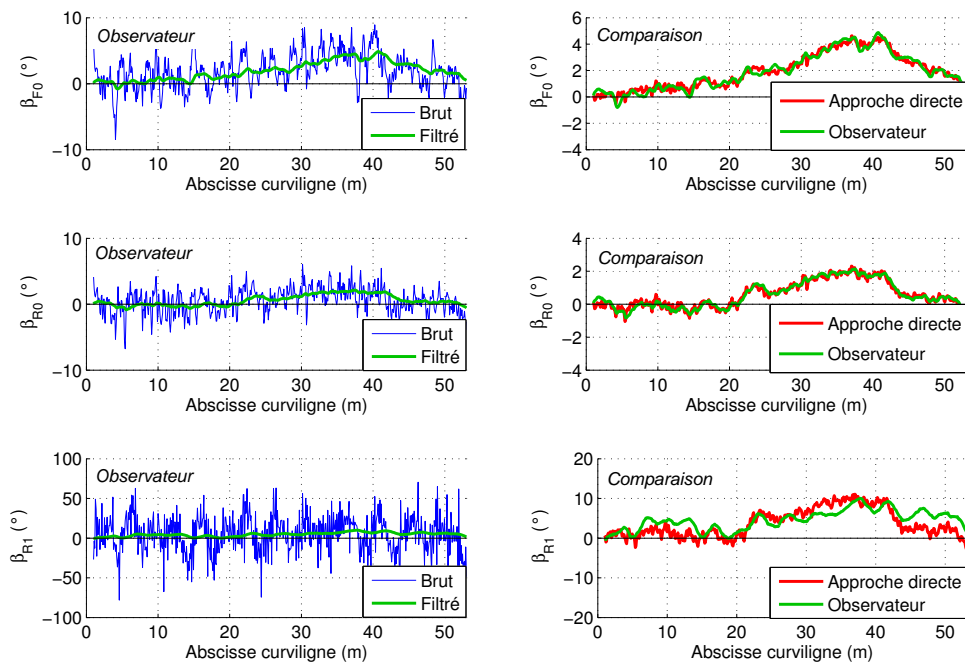 10
0
−10
β_F0 (°)
Observateur
Brut
Filtré
0 10 20 30 40 50
Abscisse curviligne (m)
6
4
2
0
−2
−4
β_F0 (°)
Comparaison
Approche directe
Observateur
0 10 20 30 40 50
Abscisse curviligne (m)
10
0
−10
β_R0 (°)
Observateur
Brut
Filtré
0 10 20 30 40 50
Abscisse curviligne (m)
4
2
0
−2
−4
β_R0 (°)
Comparaison
Approche directe
Observateur
0 10 20 30 40 50
Abscisse curviligne (m)
100
50
0
−50
−100
β_R1 (°)
Observateur
Brut
Filtré
0 10 20 30 40 50
Abscisse curviligne (m)
20
10
0
−10
−20
β_R1 (°)
Comparaison
Approche directe
Observateur
0 10 20 30 40 50
Abscisse curviligne (m)